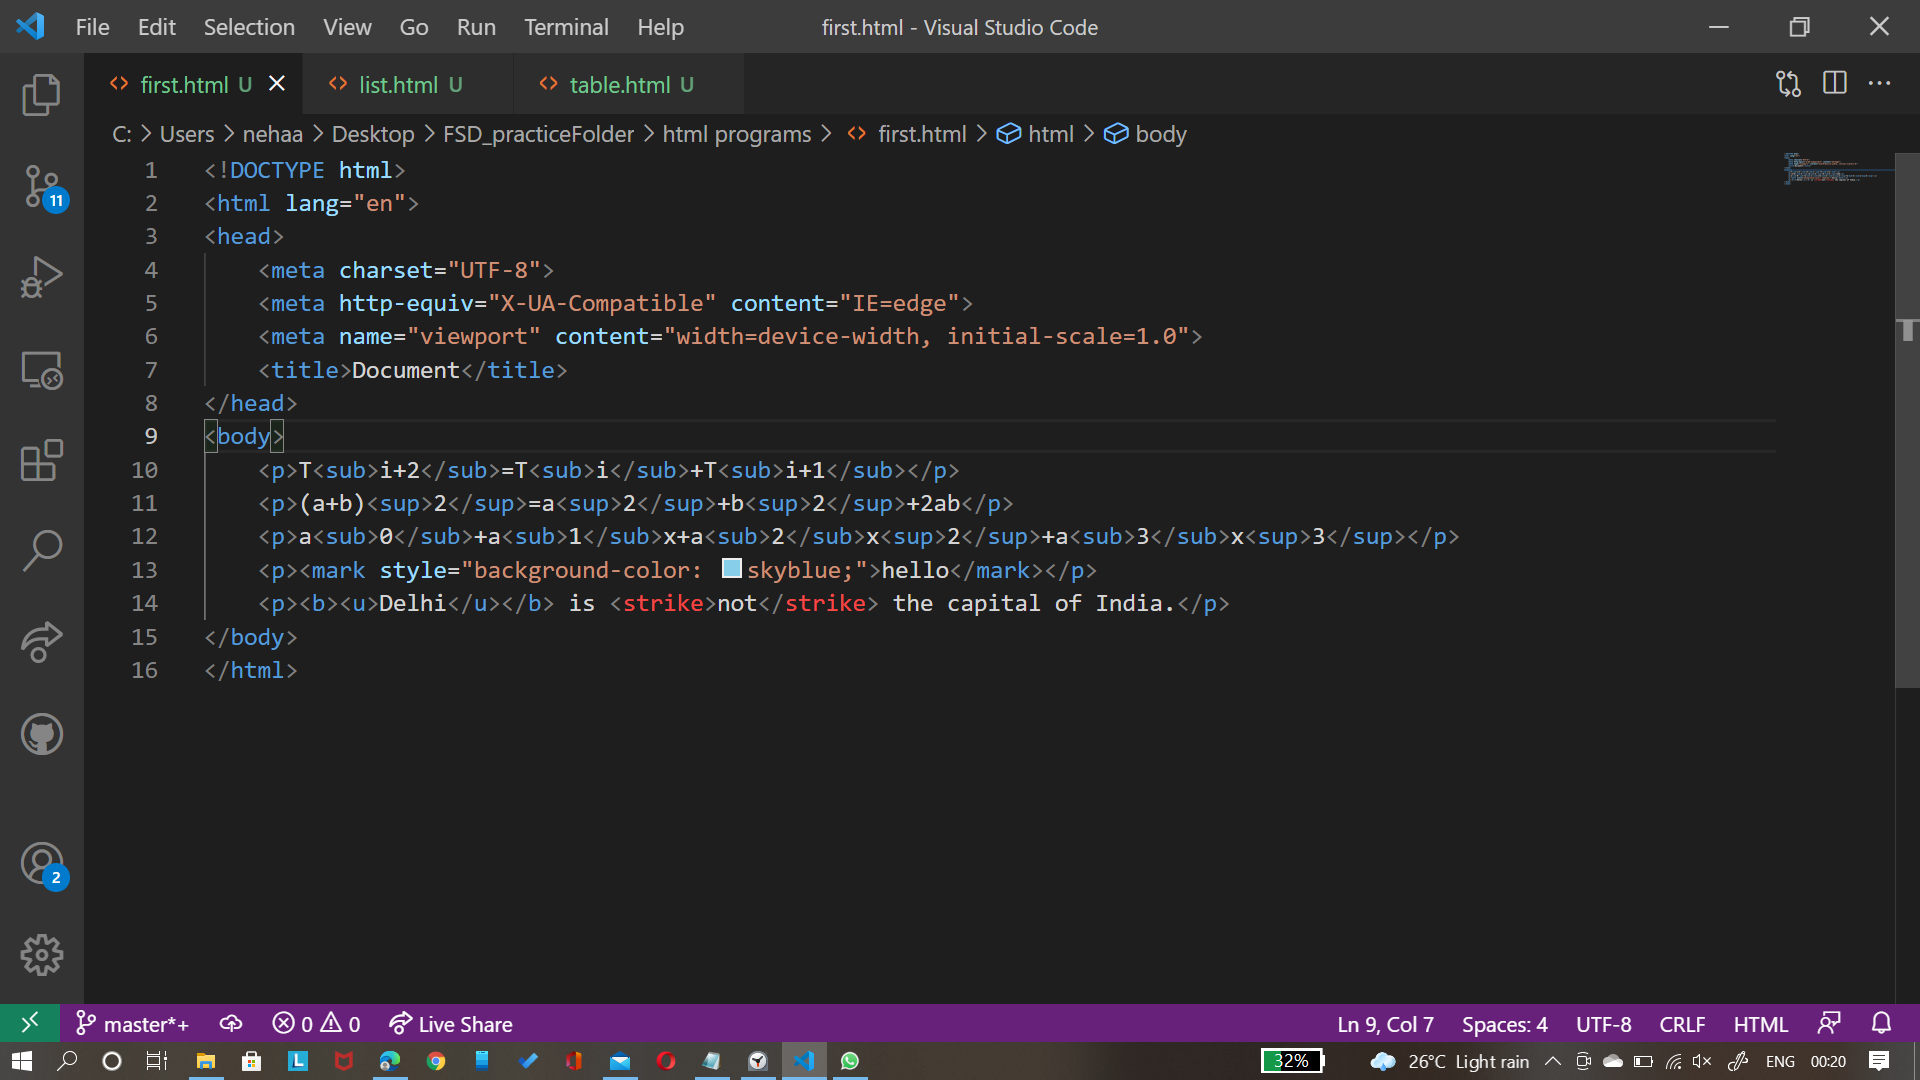 File Edit Selection View Go Run Terminal Help first.html - Visual Studio Code
first.html U list.html U table.html U
C: > Users > nehaa > Desktop > FSD_practiceFolder > html programs > <> first.html > html > body
1 <!DOCTYPE html>
2 <html lang="en">
3 <head>
4     <meta charset="UTF-8">
5     <meta http-equiv="X-UA-Compatible" content="IE=edge">
6     <meta name="viewport" content="width=device-width, initial-scale=1.0">
7     <title>Document</title>
8 </head>
9 <body>
10     <p>T<sub>i+2</sub>=T<sub>i</sub>+T<sub>i+1</sub></p>
11     <p>(a+b)<sup>2</sup>=a<sup>2</sup>+b<sup>2</sup>+2ab</p>
12     <p>a<sub>0</sub>+a<sub>1</sub>x+a<sub>2</sub>x<sup>2</sup>+a<sub>3</sub>x<sup>3</sup></p>
13     <p><mark style="background-color: skyblue;">hello</mark></p>
14     <p><b><u>Delhi</u></b> is <strike>not</strike> the capital of India.</p>
15 </body>
16 </html>
11
2
master*+ 0 0 Live Share Ln 9, Col 7 Spaces: 4 UTF-8 CRLF HTML
L 32% 26°C Light rain ENG 00:20